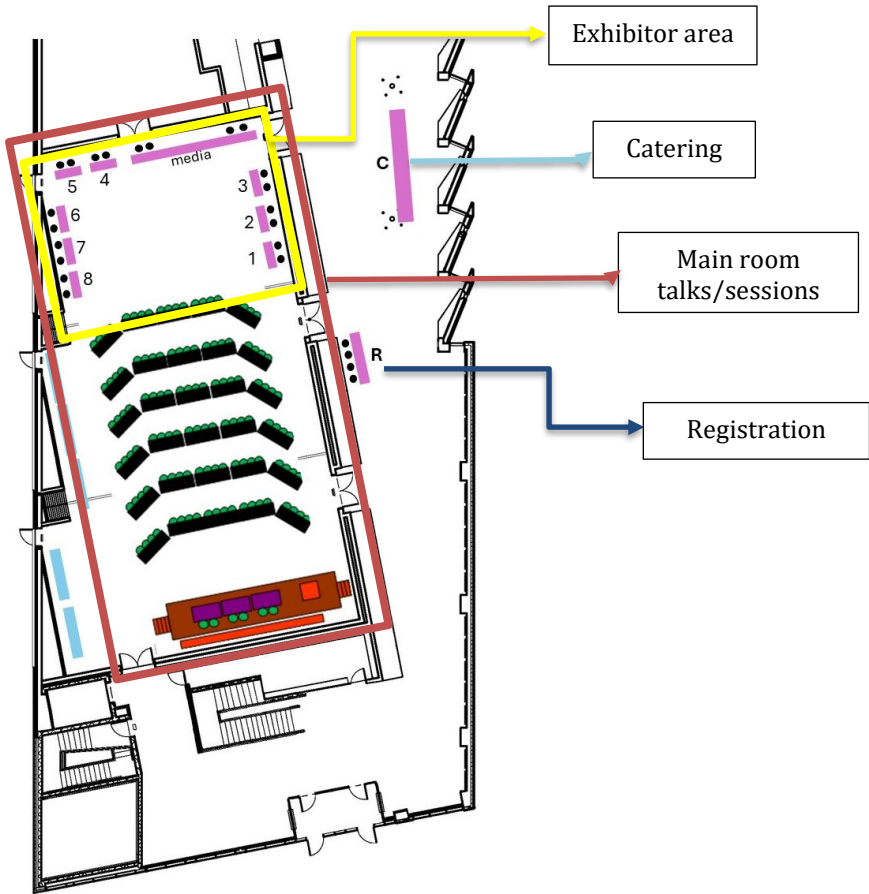 Exhibitor area
Catering
Main room
talks/sessions
Registration
media
5
4
3
6
2
7
1
8
C
R